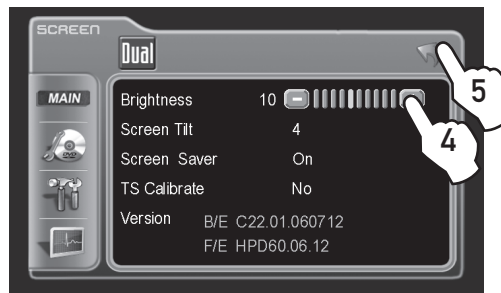 SCREEN
Dual
5
MAIN
Brightness 10
4
Screen Tilt 4
Screen Saver On
DVD
TS Calibrate No
Version B/E C22.01.060712
F/E HPD60.06.12